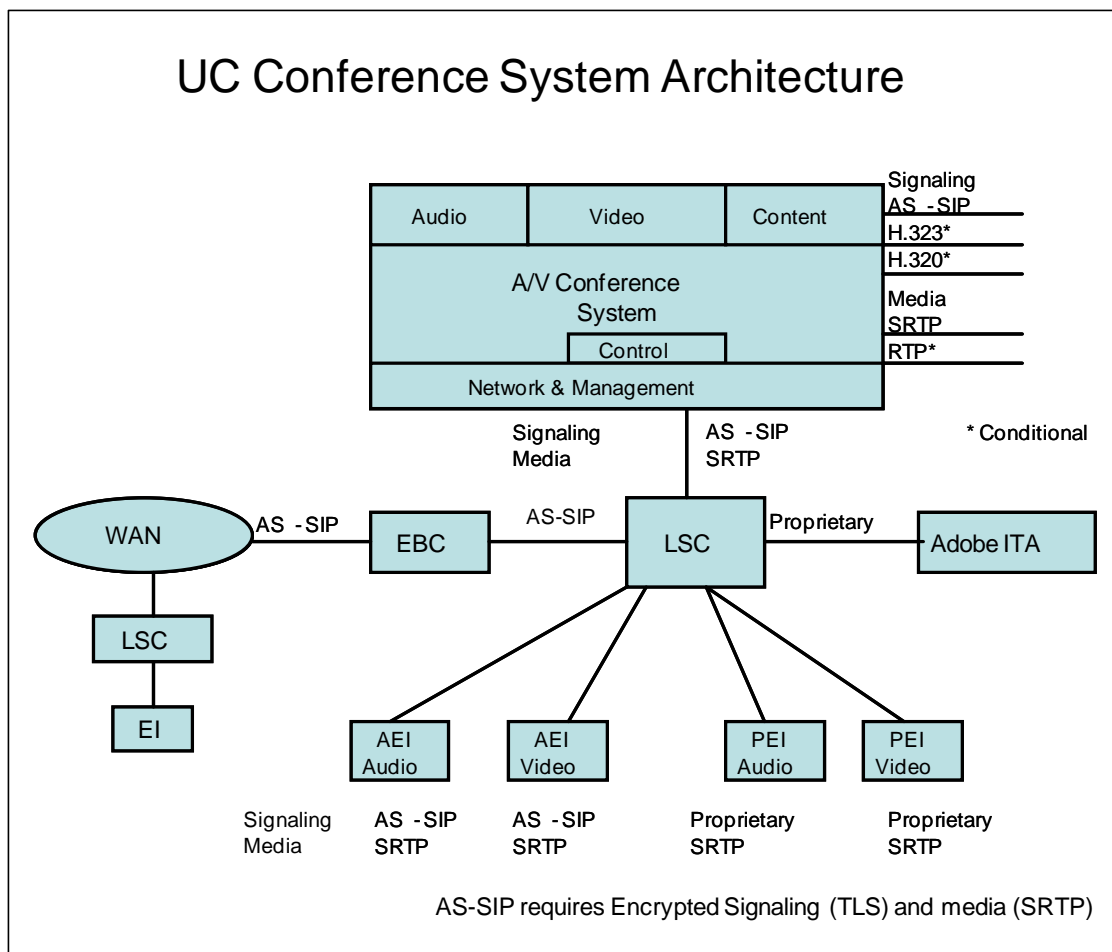 UC Conference System Architecture
Audio
Video
Content
Signaling
AS -SIP
H.323*
H.320*
A/V Conference
System
Media
SRTP
Control
RTP*
Network & Management
Signaling
Media
AS -SIP
SRTP
* Conditional
WAN
AS -SIP
EBC
AS-SIP
LSC
Proprietary
Adobe ITA
LSC
EI
AEI
Audio
AEI
Video
PEI
Audio
PEI
Video
Signaling
Media
AS -SIP
SRTP
AS -SIP
SRTP
Proprietary
SRTP
Proprietary
SRTP
AS-SIP requires Encrypted Signaling (TLS) and media (SRTP)